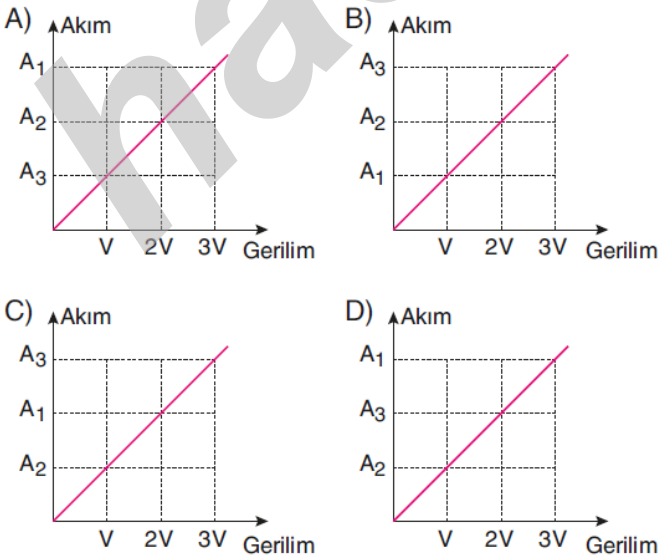 A) Akım
A1
A2
A3
V 2V 3V Gerilim
B) Akım
A3
A2
A1
V 2V 3V Gerilim
C) Akım
A3
A1
A2
V 2V 3V Gerilim
D) Akım
A1
A3
A2
V 2V 3V Gerilim